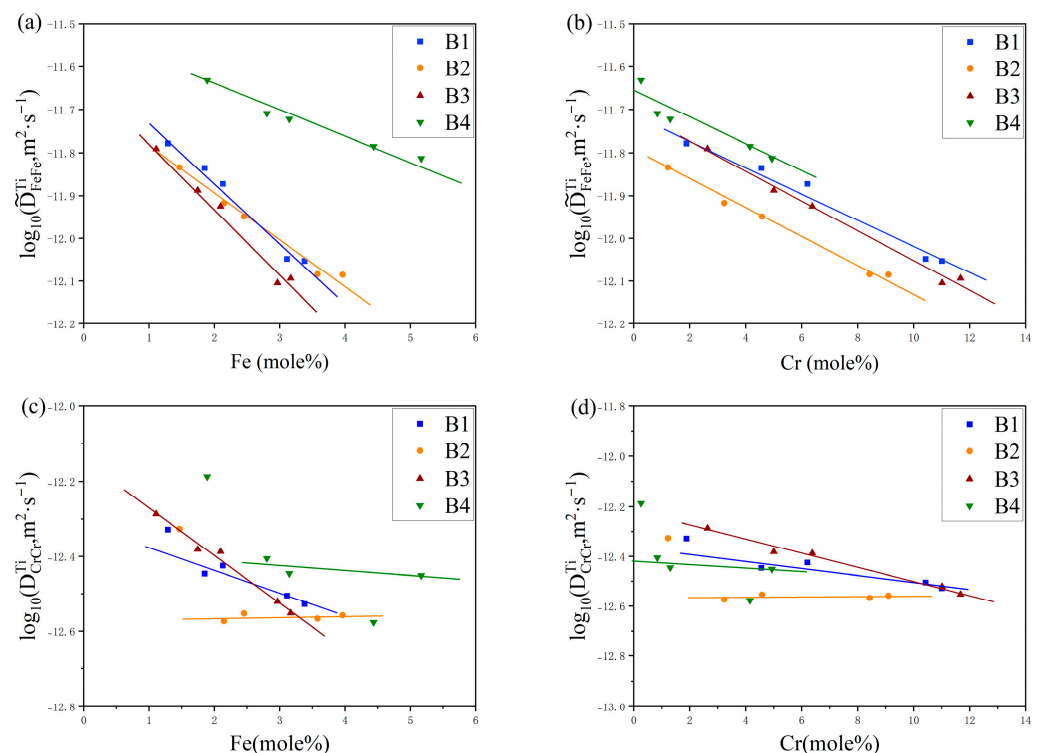 (a)
-11.5
-11.6
-11.7
-11.8
-11.9
-12.0
-12.1
-12.2
0 1 2 3 4 5 6
Fe (mole%)
log₁₀(D̃ᵀⁱ_FeFe,m²·s⁻¹)
B1
B2
B3
B4
(b)
-11.5
-11.6
-11.7
-11.8
-11.9
-12.0
-12.1
-12.2
0 2 4 6 8 10 12 14
Cr (mole%)
log₁₀(D̃ᵀⁱ_FeFe,m²·s⁻¹)
B1
B2
B3
B4
(c)
-12.0
-12.2
-12.4
-12.6
-12.8
0 1 2 3 4 5 6
Fe(mole%)
log₁₀(Dᵀⁱ_CrCr,m²·s⁻¹)
B1
B2
B3
B4
(d)
-11.8
-12.0
-12.2
-12.4
-12.6
-12.8
-13.0
0 2 4 6 8 10 12 14
Cr(mole%)
log₁₀(Dᵀⁱ_CrCr,m²·s⁻¹)
B1
B2
B3
B4